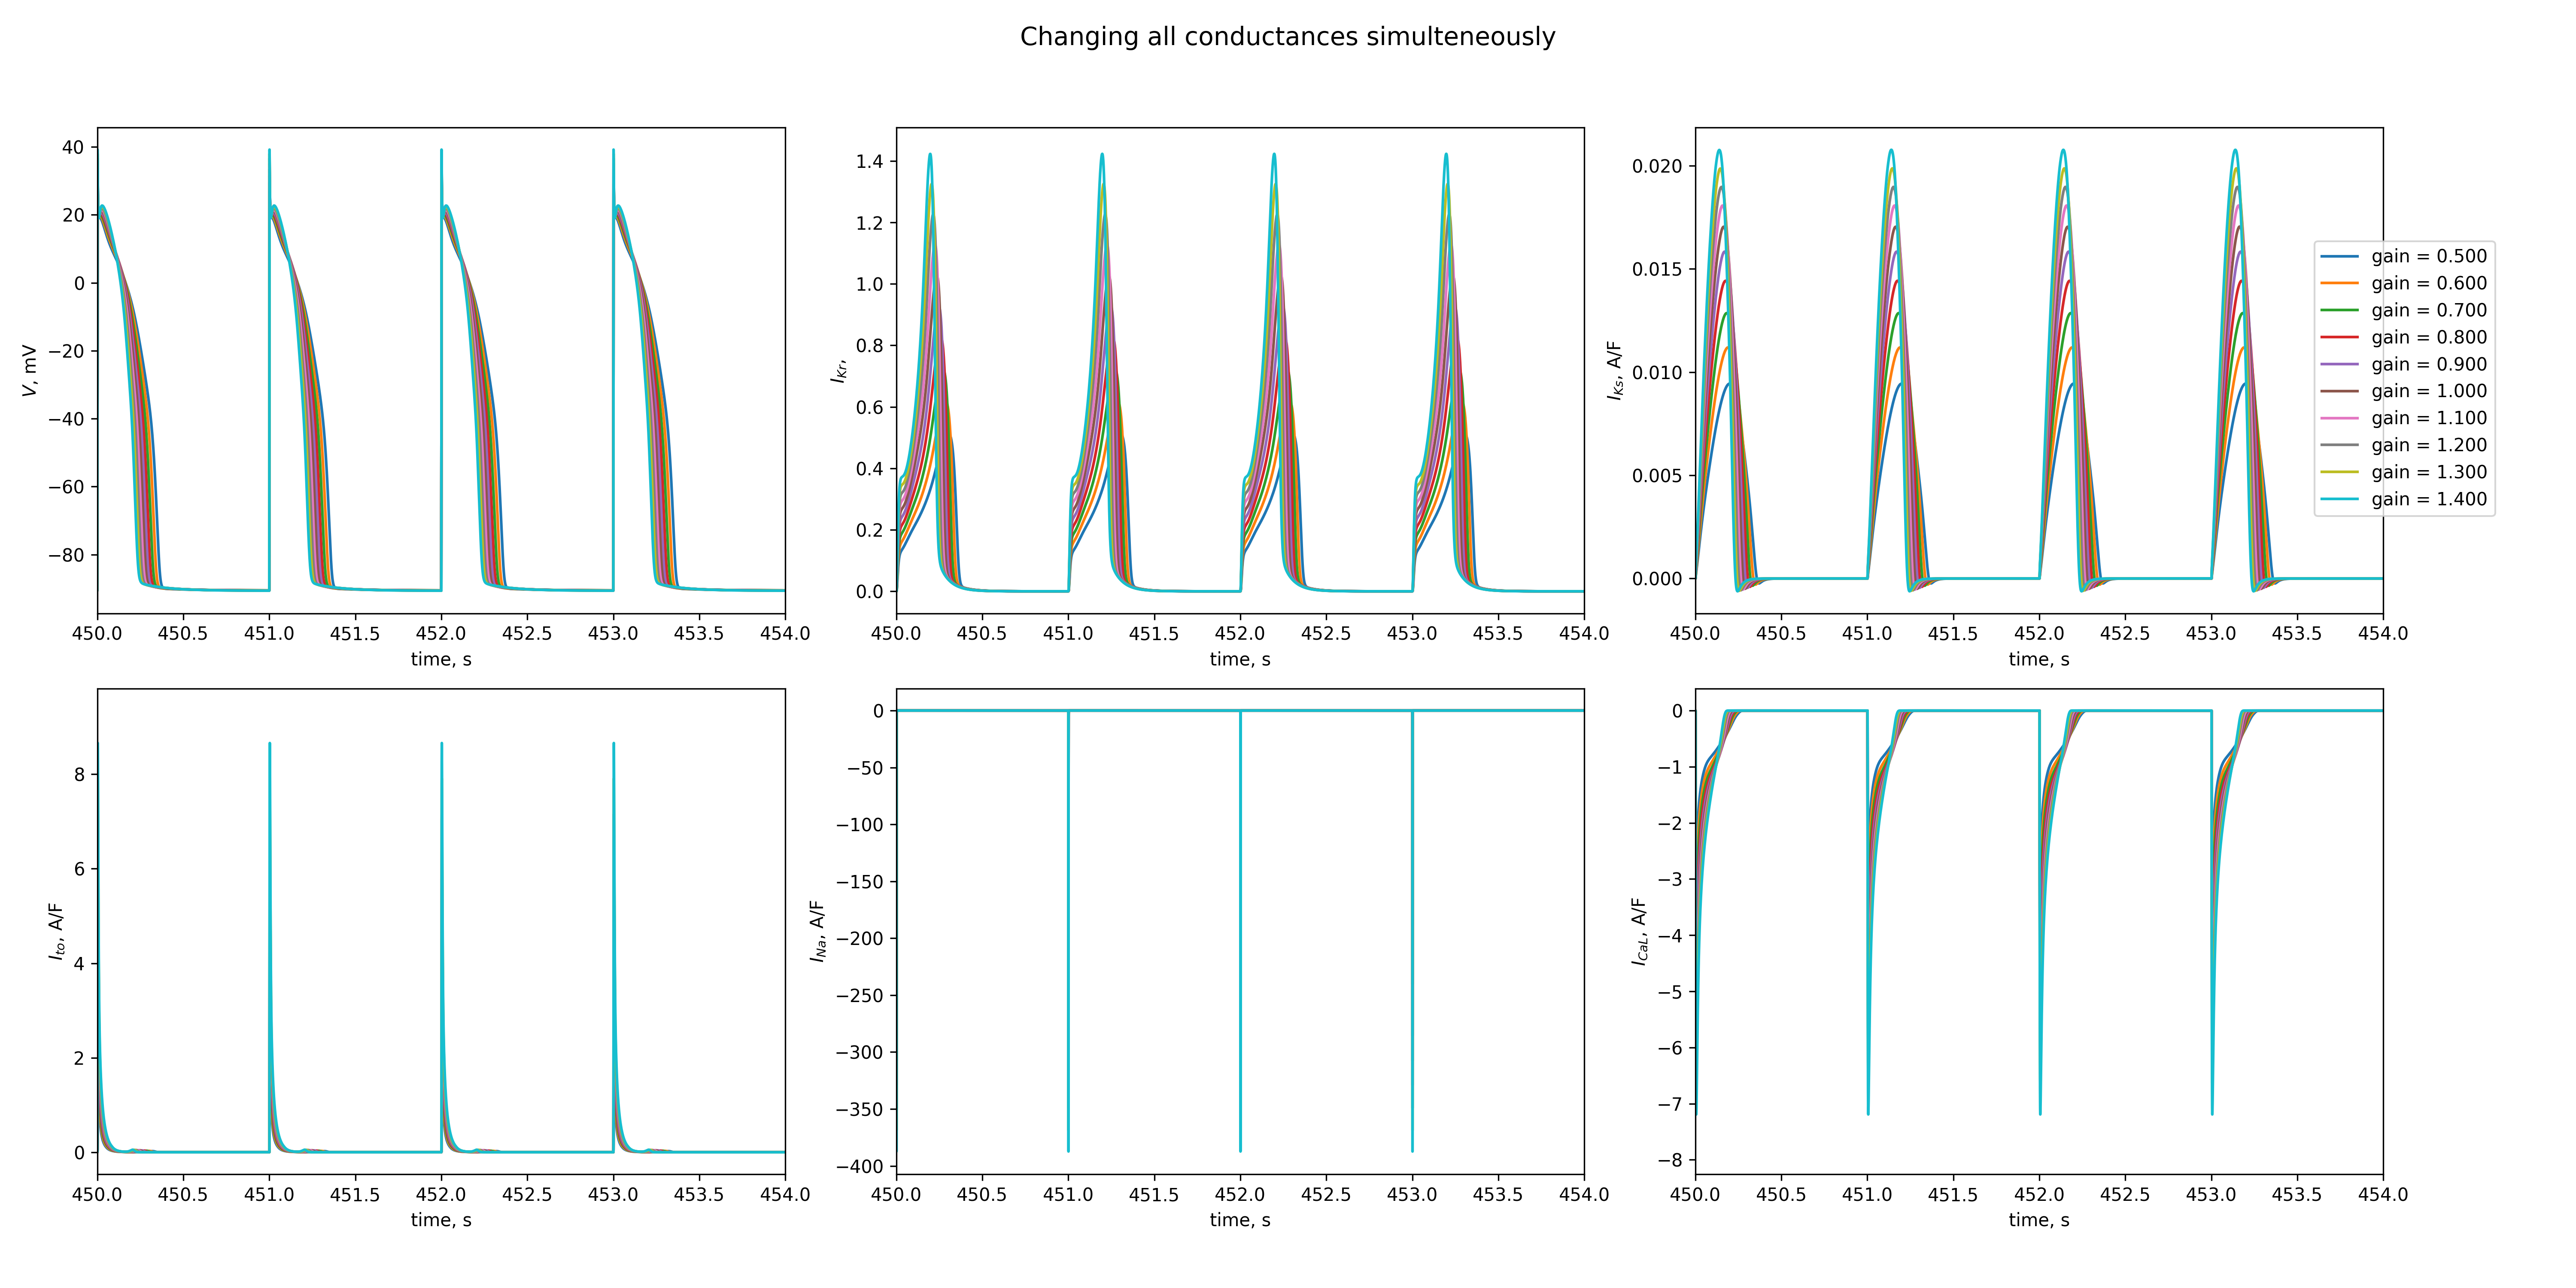 Changing all conductances simulteneously
V, mV
40
20
0
−20
−40
−60
−80
450.0 450.5 451.0 451.5 452.0 452.5 453.0 453.5 454.0
time, s
I_Kr,
1.4
1.2
1.0
0.8
0.6
0.4
0.2
0.0
450.0 450.5 451.0 451.5 452.0 452.5 453.0 453.5 454.0
time, s
I_Ks, A/F
0.020
0.015
0.010
0.005
0.000
450.0 450.5 451.0 451.5 452.0 452.5 453.0 453.5 454.0
time, s
gain = 0.500
gain = 0.600
gain = 0.700
gain = 0.800
gain = 0.900
gain = 1.000
gain = 1.100
gain = 1.200
gain = 1.300
gain = 1.400
I_to, A/F
8
6
4
2
0
450.0 450.5 451.0 451.5 452.0 452.5 453.0 453.5 454.0
time, s
I_Na, A/F
0
−50
−100
−150
−200
−250
−300
−350
−400
450.0 450.5 451.0 451.5 452.0 452.5 453.0 453.5 454.0
time, s
I_CaL, A/F
0
−1
−2
−3
−4
−5
−6
−7
−8
450.0 450.5 451.0 451.5 452.0 452.5 453.0 453.5 454.0
time, s